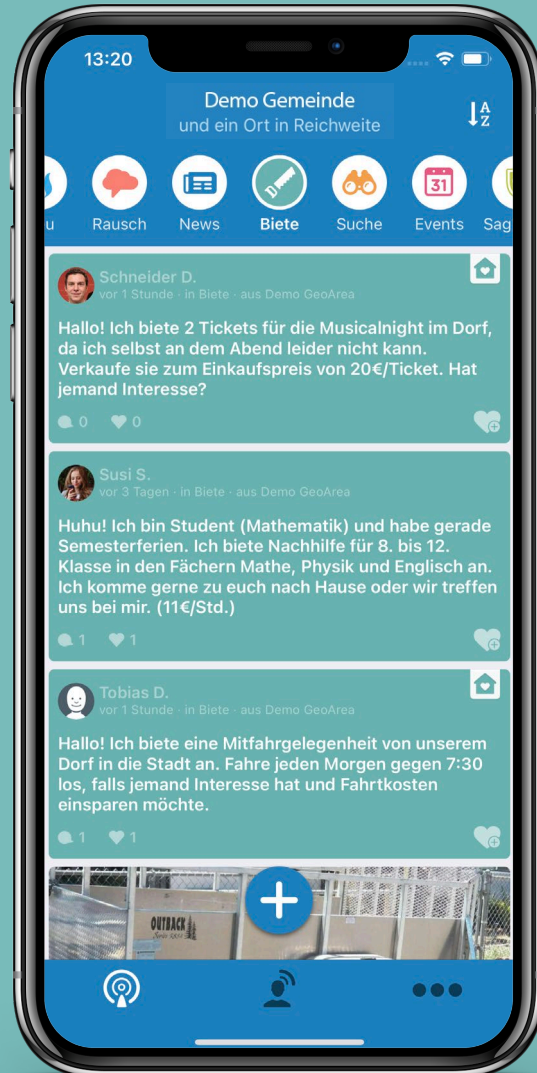 13:20
Demo Gemeinde
und ein Ort in Reichweite
A
Z
u
Rausch
News
Biete
31
Suche
Events
Sag
Schneider D.
vor 1 Stunde · in Biete · aus Demo GeoArea
Hallo! Ich biete 2 Tickets für die Musicalnight im Dorf,
da ich selbst an dem Abend leider nicht kann.
Verkaufe sie zum Einkaufspreis von 20€/Ticket. Hat
jemand Interesse?
0
0
Susi S.
vor 3 Tagen · in Biete · aus Demo GeoArea
Huhu! Ich bin Student (Mathematik) und habe gerade
Semesterferien. Ich biete Nachhilfe für 8. bis 12.
Klasse in den Fächern Mathe, Physik und Englisch an.
Ich komme gerne zu euch nach Hause oder wir treffen
uns bei mir. (11€/Std.)
1
1
Tobias D.
vor 1 Stunde · in Biete · aus Demo GeoArea
Hallo! Ich biete eine Mitfahrgelegenheit von unserem
Dorf in die Stadt an. Fahre jeden Morgen gegen 7:30
los, falls jemand Interesse hat und Fahrtkosten
einsparen möchte.
1
1
OUTBACK